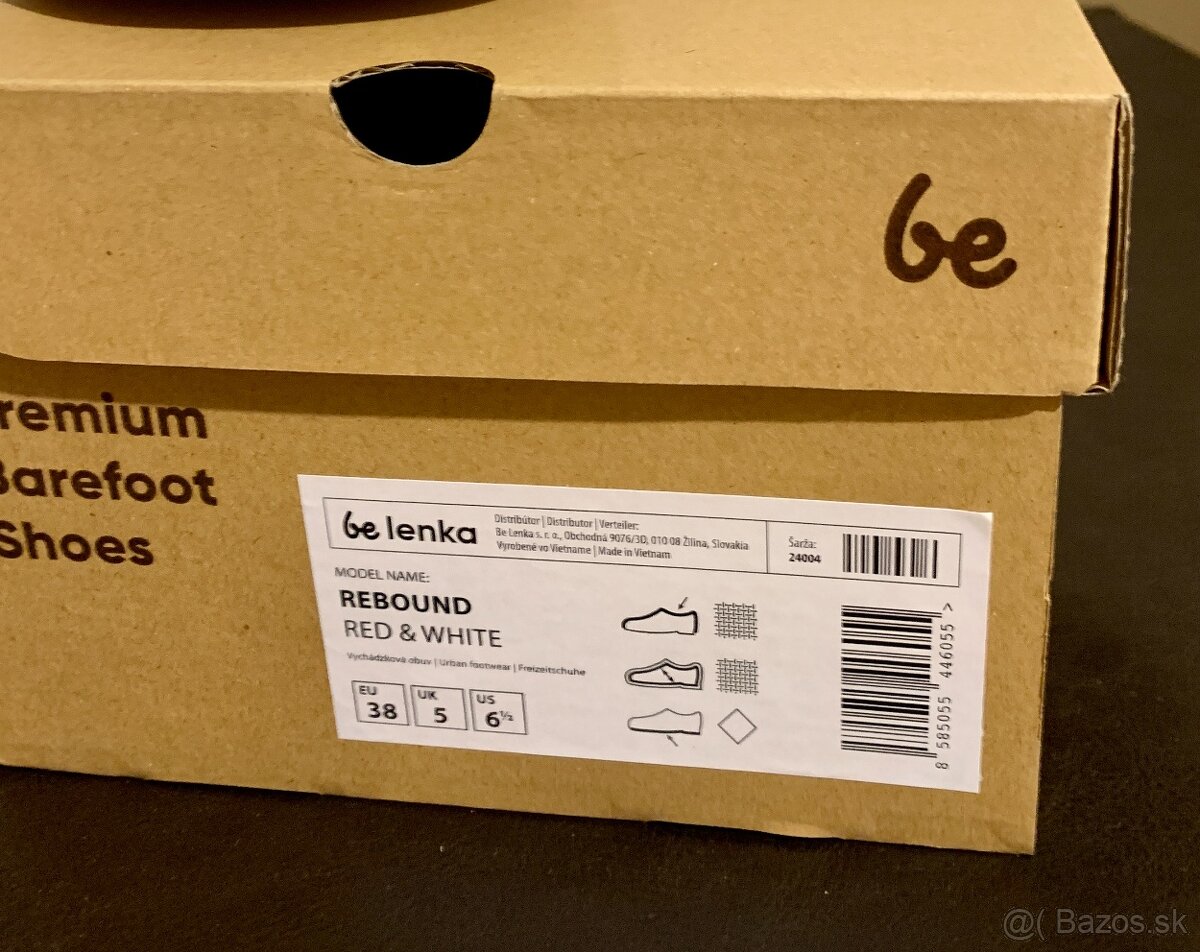 be
remium
Barefoot
Shoes
be lenka
Distribútor | Distributor | Verteiler:
Be Lenka s. r. o., Obchodná 9076/3D, 010 08 Žilina, Slovakia
Vyrobené vo Vietname | Made in Vietnam
Šarža:
24004
MODEL NAME:
REBOUND
RED & WHITE
Vychádzková obuv | Urban footwear | Freizeitschuhe
EU
38
UK
5
US
6½
8 585055 446055 >
@( Bazos.sk